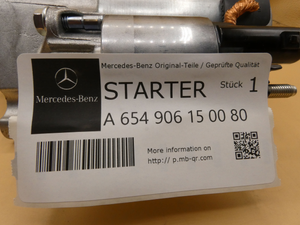 Mercedes-Benz Original-Teile / Geprüfte Qualität
Mercedes-Benz
STARTER
Stück 1
A 654 906 15 00 80
More information on
http:// p.mb-qr.com